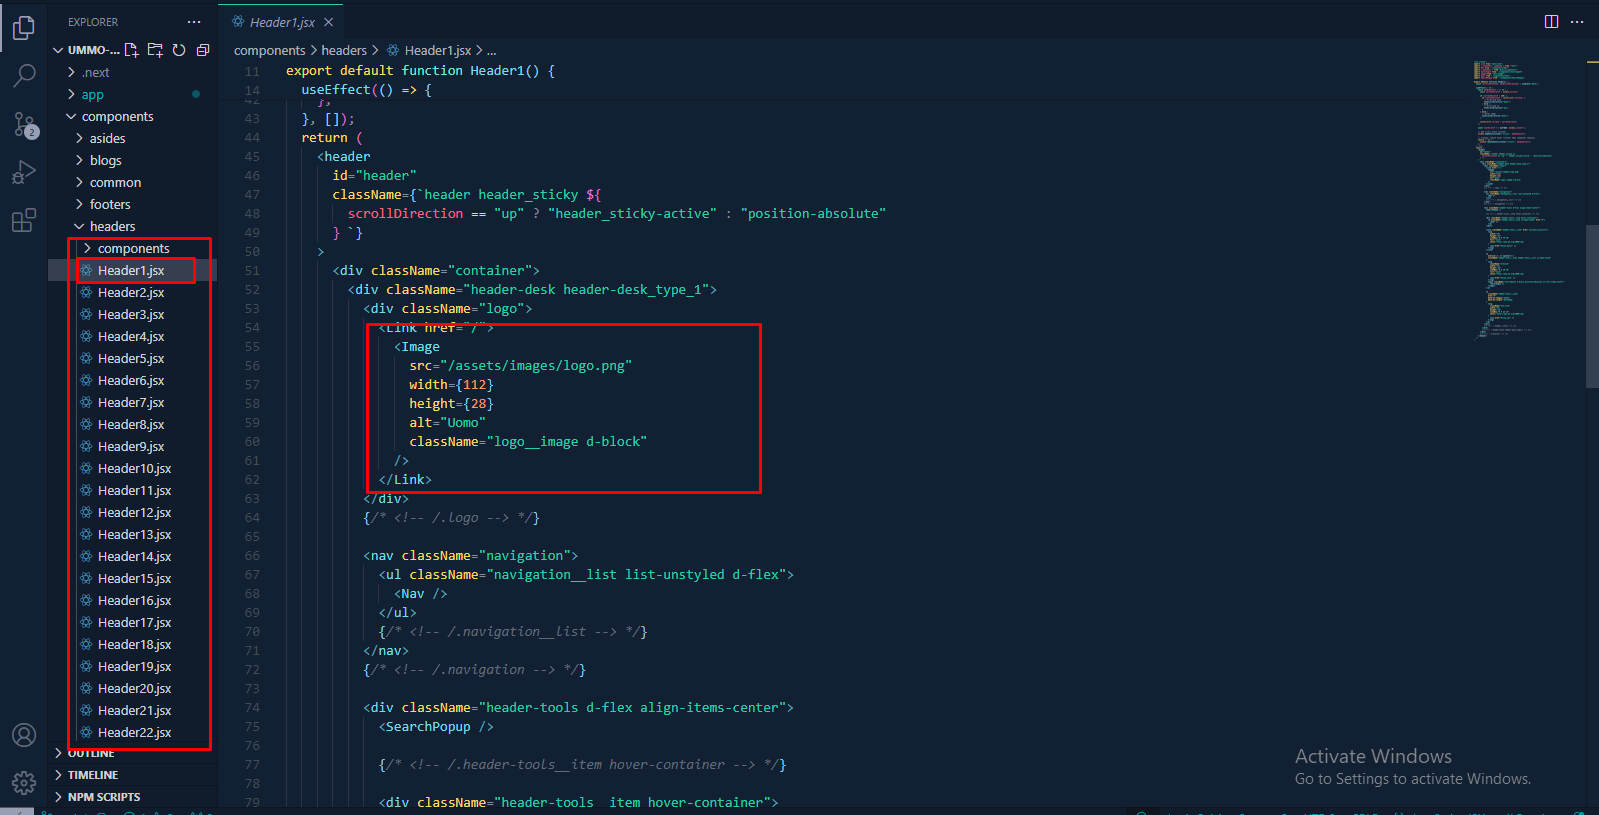 EXPLORER
···
UMMO-...
.next
app
components
asides
blogs
common
footers
headers
components
Header1.jsx
Header2.jsx
Header3.jsx
Header4.jsx
Header5.jsx
Header6.jsx
Header7.jsx
Header8.jsx
Header9.jsx
Header10.jsx
Header11.jsx
Header12.jsx
Header13.jsx
Header14.jsx
Header15.jsx
Header16.jsx
Header17.jsx
Header18.jsx
Header19.jsx
Header20.jsx
Header21.jsx
Header22.jsx
OUTLINE
TIMELINE
NPM SCRIPTS
2
Header1.jsx
components > headers > Header1.jsx > ...
11 export default function Header1() {
14 useEffect(() => {
42 };
43 }, []);
44 return (
45 <header
46 id="header"
47 className={`header header_sticky ${
48 scrollDirection == "up" ? "header_sticky-active" : "position-absolute"
49 } `}
50 >
51 <div className="container">
52 <div className="header-desk header-desk_type_1">
53 <div className="logo">
54 <Link href="/">
55 <Image
56 src="/assets/images/logo.png"
57 width={112}
58 height={28}
59 alt="Uomo"
60 className="logo__image d-block"
61 />
62 </Link>
63 </div>
64 {/* <!-- /.logo --> */}
65
66 <nav className="navigation">
67 <ul className="navigation__list list-unstyled d-flex">
68 <Nav />
69 </ul>
70 {/* <!-- /.navigation__list --> */}
71 </nav>
72 {/* <!-- /.navigation --> */}
73
74 <div className="header-tools d-flex align-items-center">
75 <SearchPopup />
76
77 {/* <!-- /.header-tools__item hover-container --> */}
78
79 <div className="header-tools__item hover-container">
Activate Windows
Go to Settings to activate Windows.